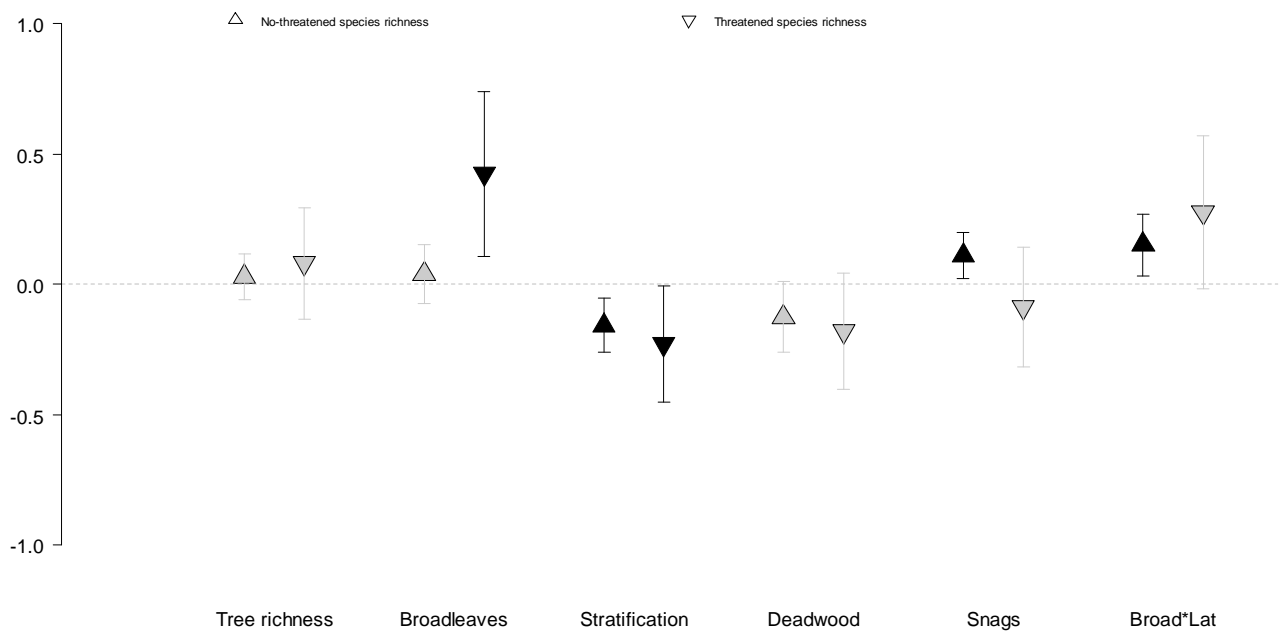 No-threatened species richness Threatened species richness
1.0
0.5
0.0
-0.5
-1.0
Tree richness Broadleaves Stratification Deadwood Snags Broad*Lat